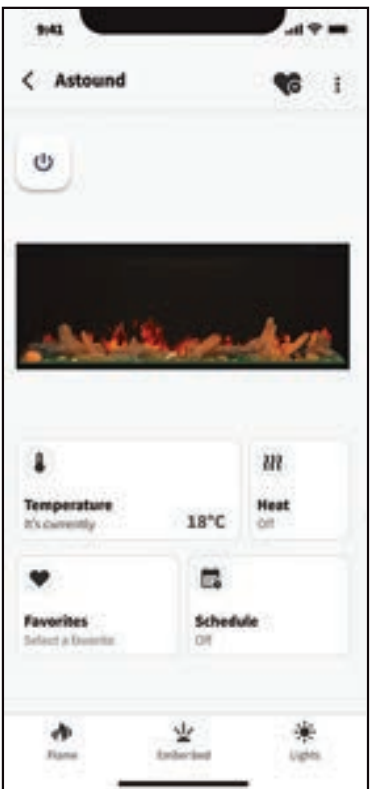 9:41
Astound
Temperature
It's currently
18°C
Heat
Off
Favorites
Select a favorite
Schedule
Off
Flame
Ember bed
Lights